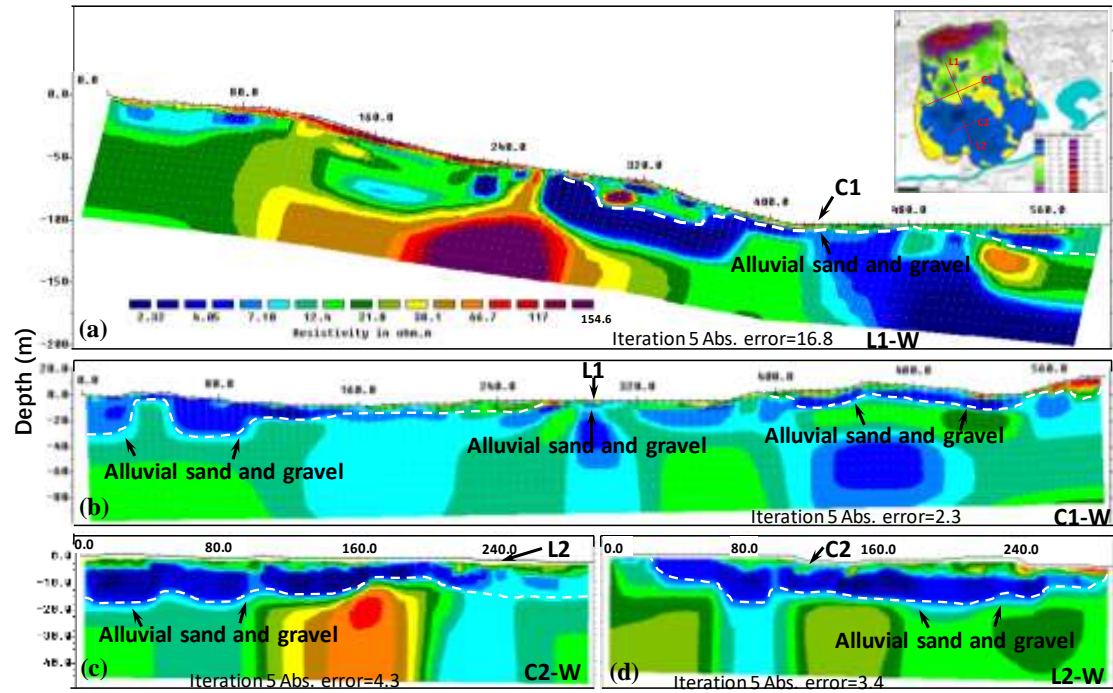 L1
C1
C2
L2
0.0
0.0
80.0
160.0
240.0
320.0
400.0
480.0
560.0
-50
-100
-150
-200
C1
Alluvial sand and gravel
2.32 4.05 7.10 12.4 21.8 38.1 66.7 117 154.6
Resistivity in ohm.m
(a)
Iteration 5 Abs. error=16.8
L1-W
Depth (m)
20.0
0.0
-20
-40
-60
-80
0.0 80.0 160.0 240.0 320.0 400.0 480.0 560.0
L1
Alluvial sand and gravel
Alluvial sand and gravel
Alluvial sand and gravel
(b)
Iteration 5 Abs. error=2.3
C1-W
0.0 80.0 160.0 240.0
L2
0.0
-10.0
-20.0
-30.0
-40.0
Alluvial sand and gravel
(c)
Iteration 5 Abs. error=4.3
C2-W
0.0 80.0 160.0 240.0
C2
Alluvial sand and gravel
(d)
Iteration 5 Abs. error=3.4
L2-W